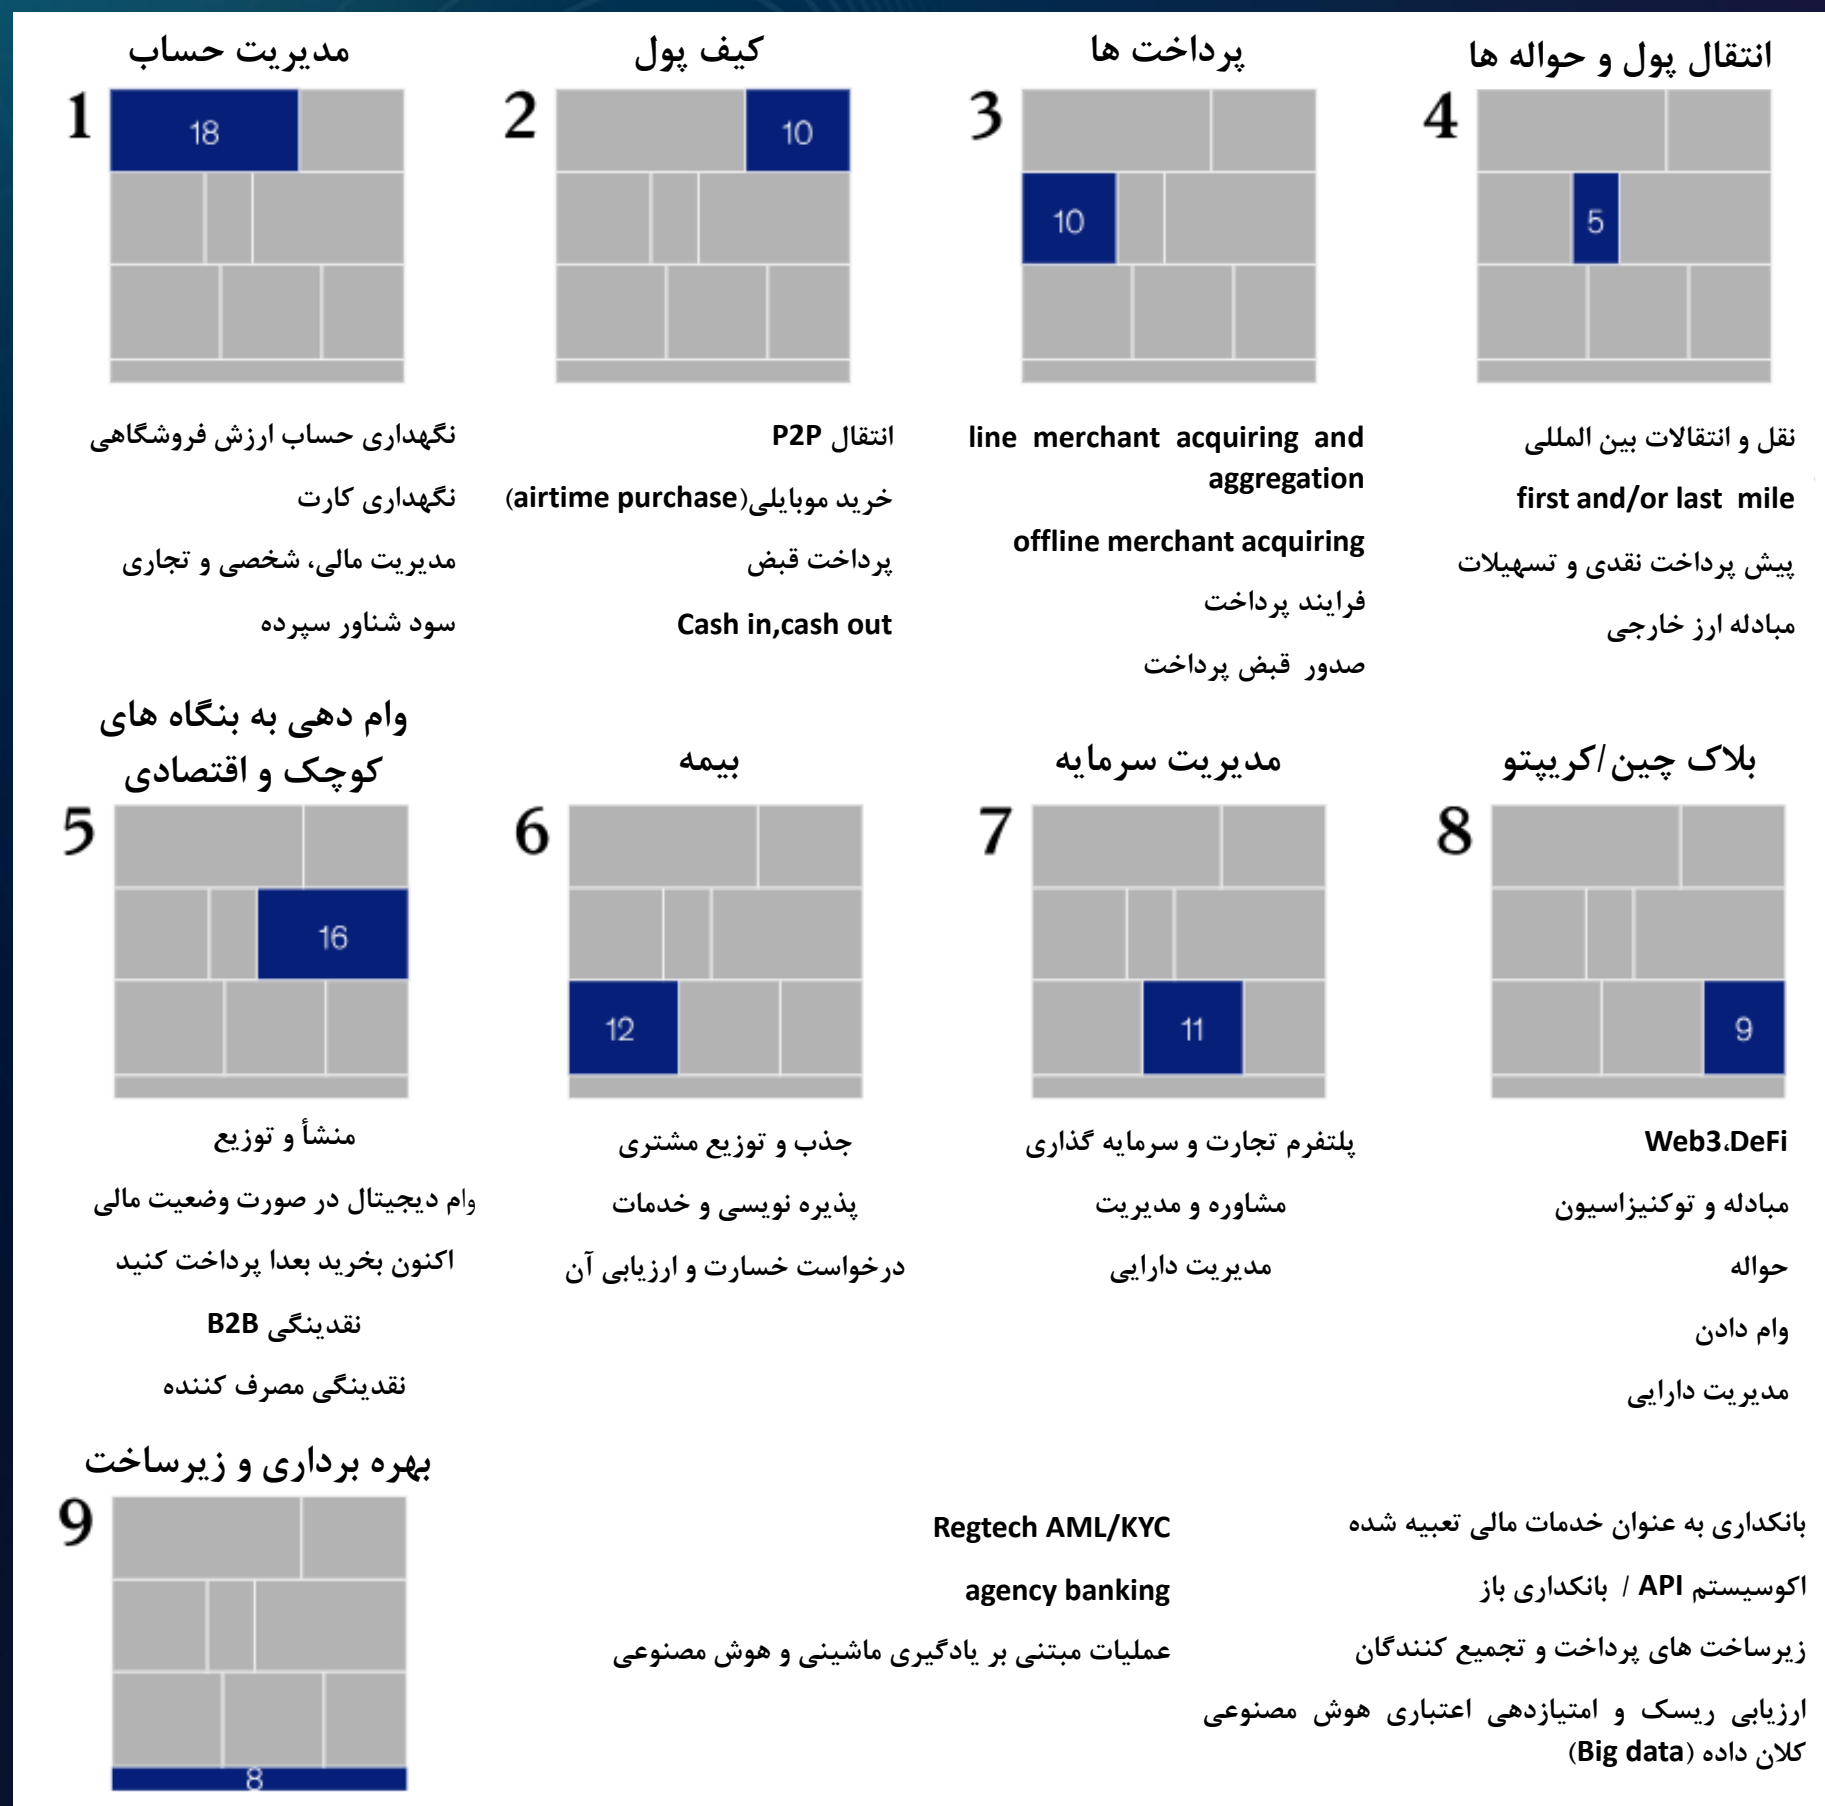 مدیریت حساب
1
18
نگهداری حساب ارزش فروشگاهی
نگهداری کارت
مدیریت مالی، شخصی و تجاری
سود شناور سپرده
کیف پول
2
10
انتقال P2P
خرید موبایلی(airtime purchase)
پرداخت قبض
Cash in,cash out
پرداخت ها
3
10
line merchant acquiring and
aggregation
offline merchant acquiring
فرایند پرداخت
صدور قبض پرداخت
انتقال پول و حواله ها
4
5
نقل و انتقالات بین المللی
first and/or last mile
پیش پرداخت نقدی و تسهیلات
مبادله ارز خارجی
وام دهی به بنگاه های
کوچک و اقتصادی
5
16
منشأ و توزیع
وام دیجیتال در صورت وضعیت مالی
اکنون بخرید بعدا پرداخت کنید
نقدینگی B2B
نقدینگی مصرف کننده
بیمه
6
12
جذب و توزیع مشتری
پذیره نویسی و خدمات
درخواست خسارت و ارزیابی آن
مدیریت سرمایه
7
11
پلتفرم تجارت و سرمایه گذاری
مشاوره و مدیریت
مدیریت دارایی
بلاک چین/کریپتو
8
9
Web3،DeFi
مبادله و توکنیزاسیون
حواله
وام دادن
مدیریت دارایی
بهره برداری و زیرساخت
9
8
بانکداری به عنوان خدمات مالی تعبیه شده
اکوسیستم API / بانکداری باز
زیرساخت های پرداخت و تجمیع کنندگان
ارزیابی ریسک و امتیازدهی اعتباری هوش مصنوعی
کلان داده (Big data)
Regtech AML/KYC
agency banking
عملیات مبتنی بر یادگیری ماشینی و هوش مصنوعی